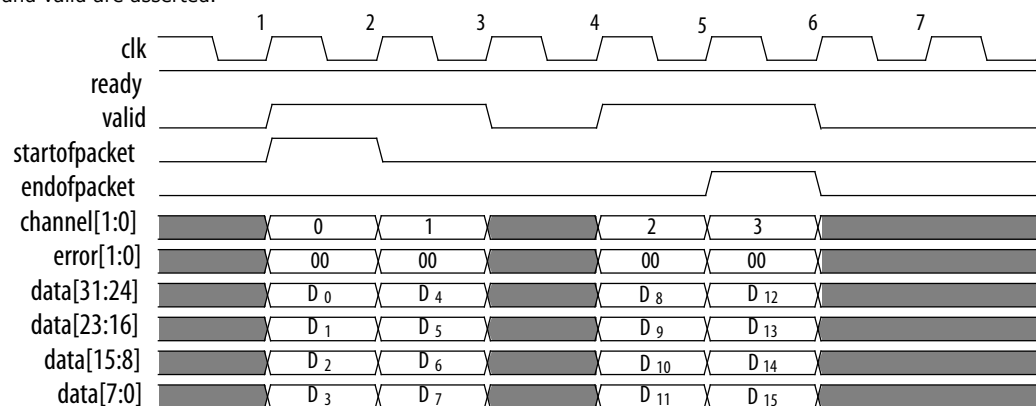 and valid are asserted.
1 2 3 4 5 6 7
clk
ready
valid
startofpacket
endofpacket
channel[1:0] 0 1 2 3
error[1:0] 00 00 00 00
data[31:24] D 0 D 4 D 8 D 12
data[23:16] D 1 D 5 D 9 D 13
data[15:8] D 2 D 6 D 10 D 14
data[7:0] D 3 D 7 D 11 D 15